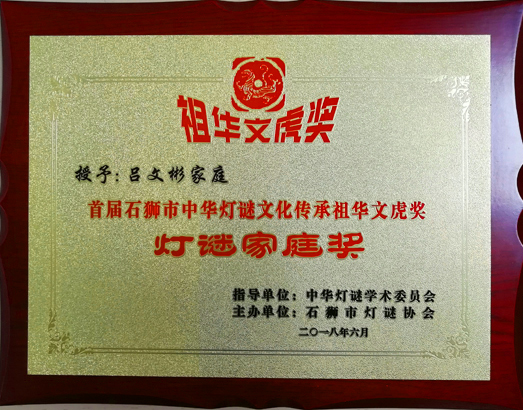 祖华文虎奖
授予:吕文彬家庭
首届石狮市中华灯谜文化传承祖华文虎奖
灯谜家庭奖
指导单位:中华灯谜学术委员会
主办单位:石狮市灯谜协会
二〇一八年六月